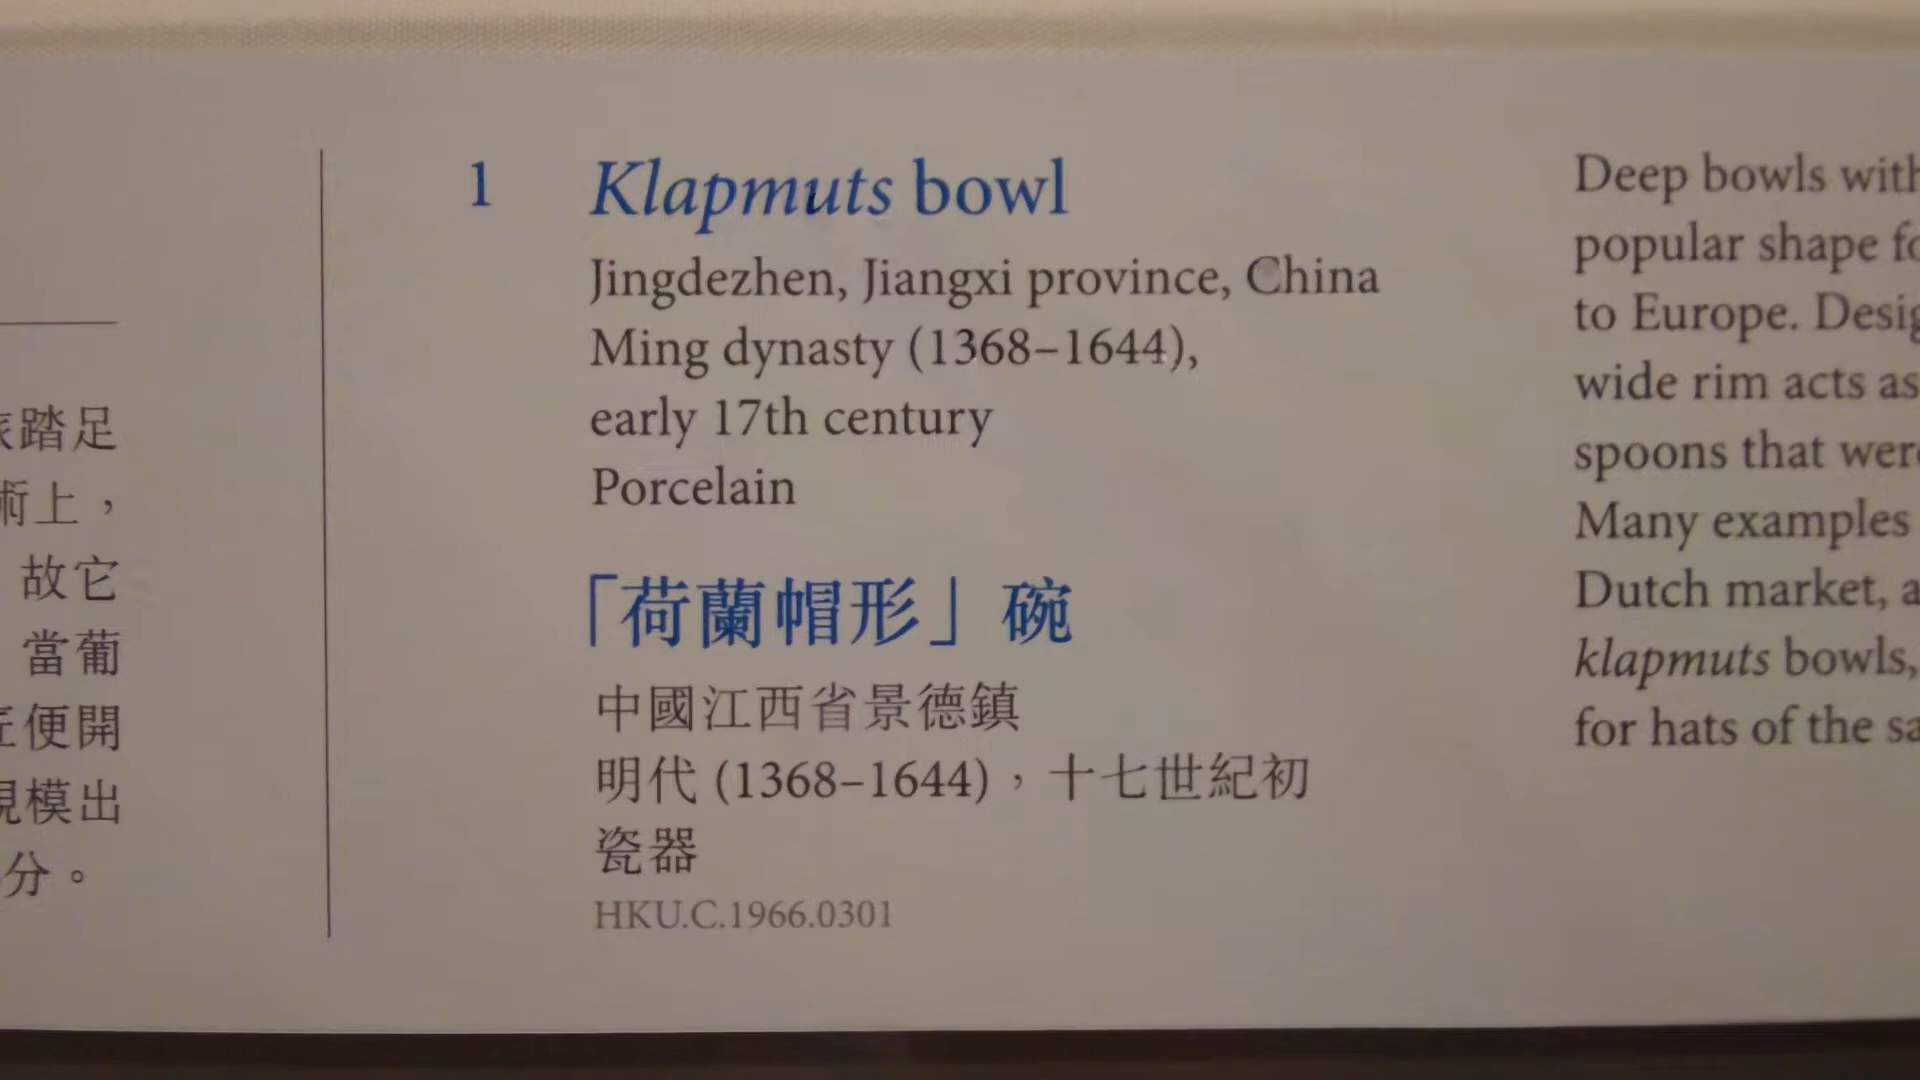 踏足
術上，
故它
當葡
便開
模出
分。
1 Klapmuts bowl
Jingdezhen, Jiangxi province, China
Ming dynasty (1368–1644),
early 17th century
Porcelain
「荷蘭帽形」碗
中國江西省景德鎮
明代 (1368–1644)，十七世紀初
瓷器
HKU.C.1966.0301
Deep bowls with
popular shape
to Europe.
wide rim acts as
spoons that were
Many examples
Dutch market,
klapmuts bowls,
for hats of the